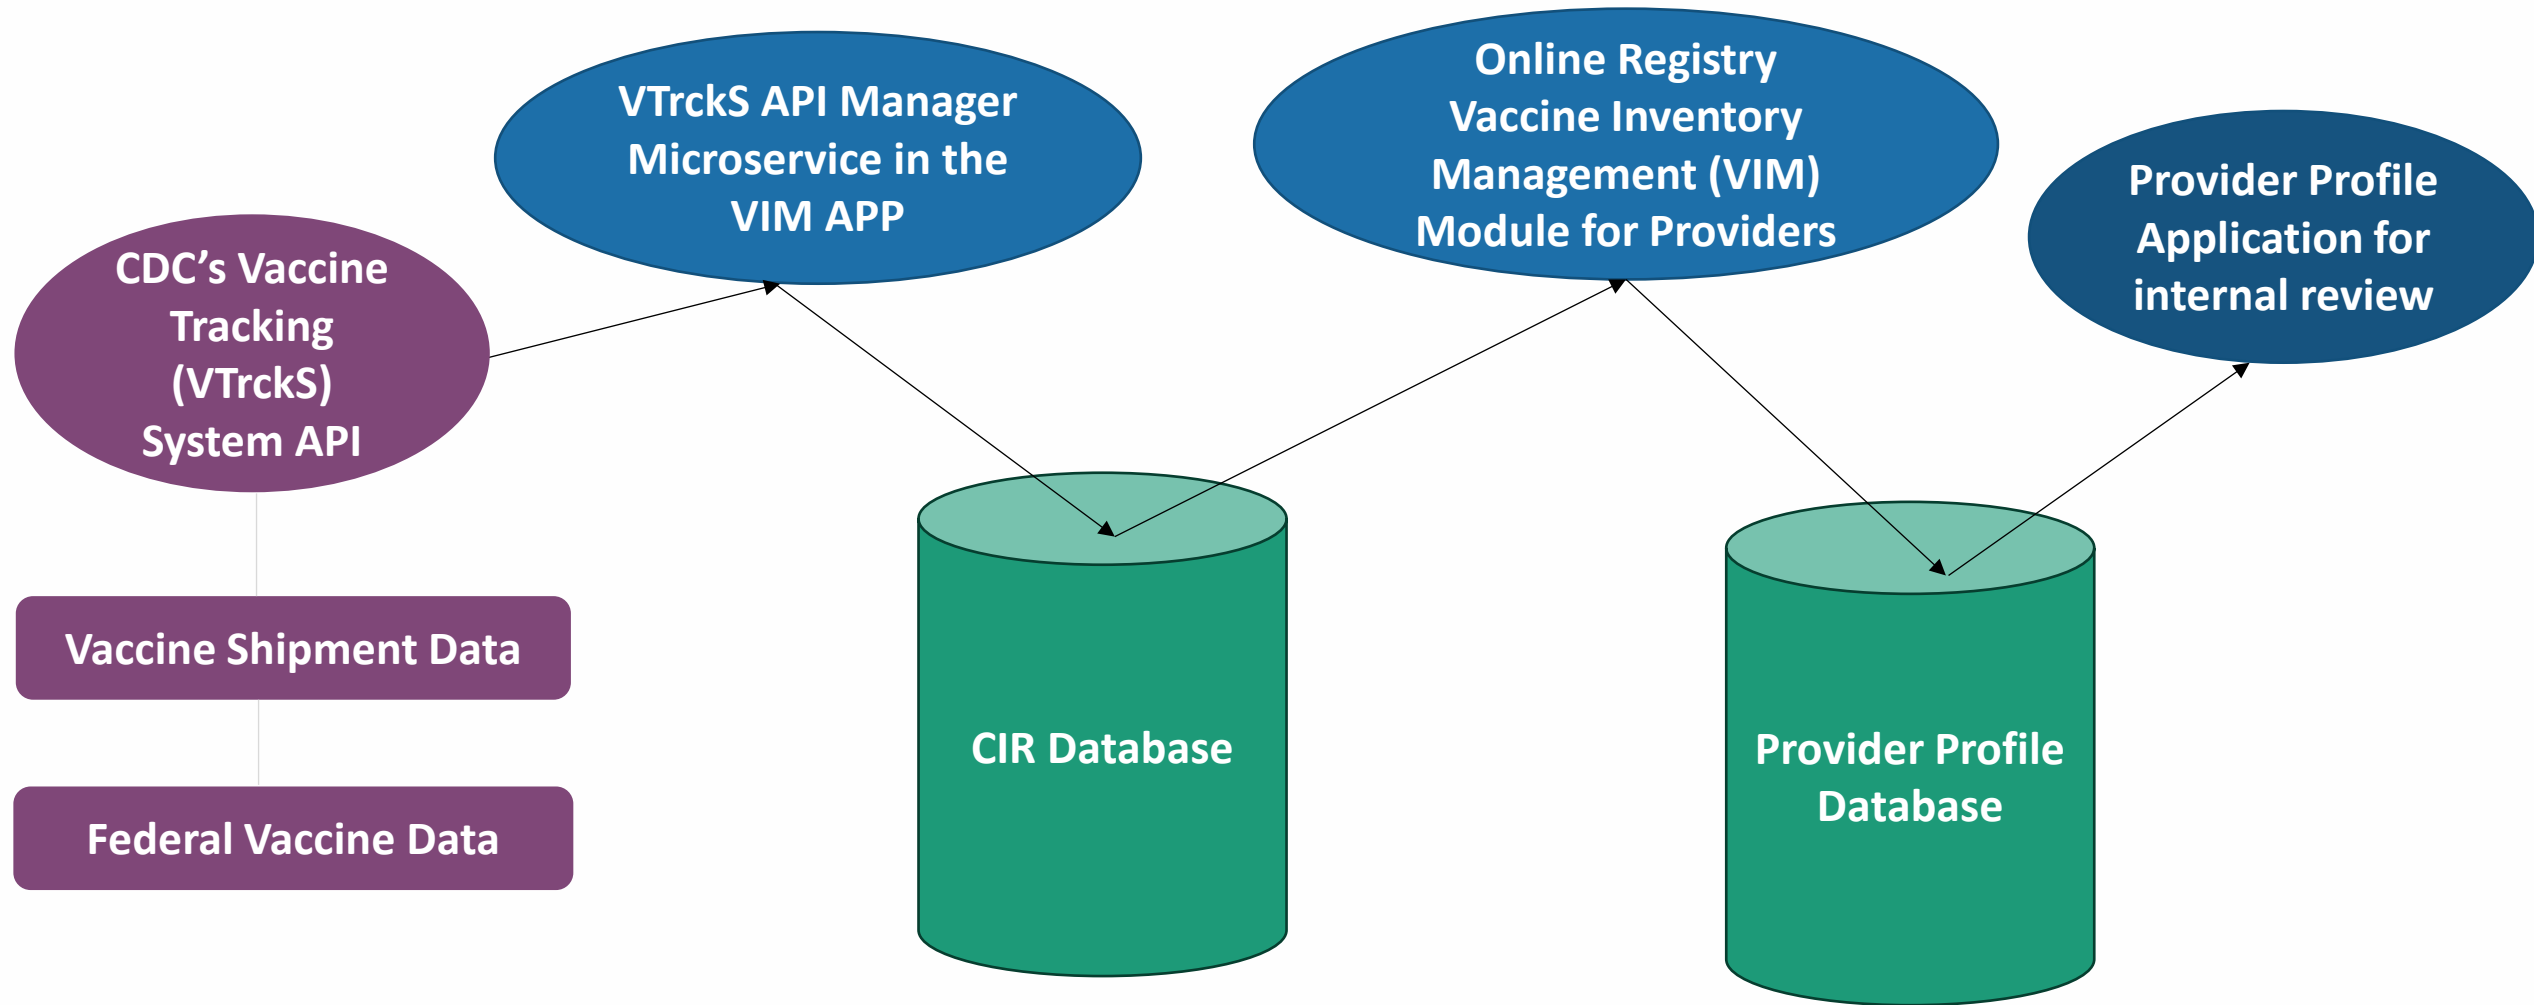 CDC’s Vaccine
Tracking
(VTrckS)
System API
Vaccine Shipment Data
Federal Vaccine Data
VTrckS API Manager
Microservice in the
VIM APP
CIR Database
Online Registry
Vaccine Inventory
Management (VIM)
Module for Providers
Provider Profile
Database
Provider Profile
Application for
internal review